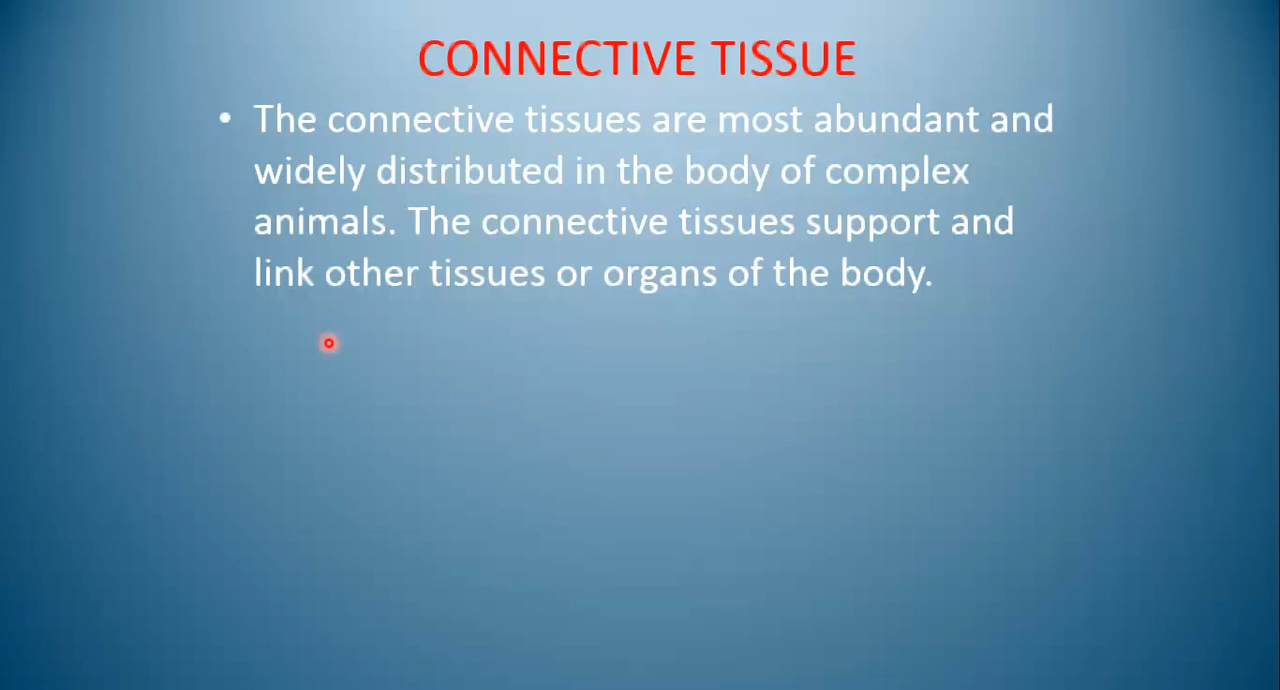 CONNECTIVE TISSUE
• The connective tissues are most abundant and
widely distributed in the body of complex
animals. The connective tissues support and
link other tissues or organs of the body.